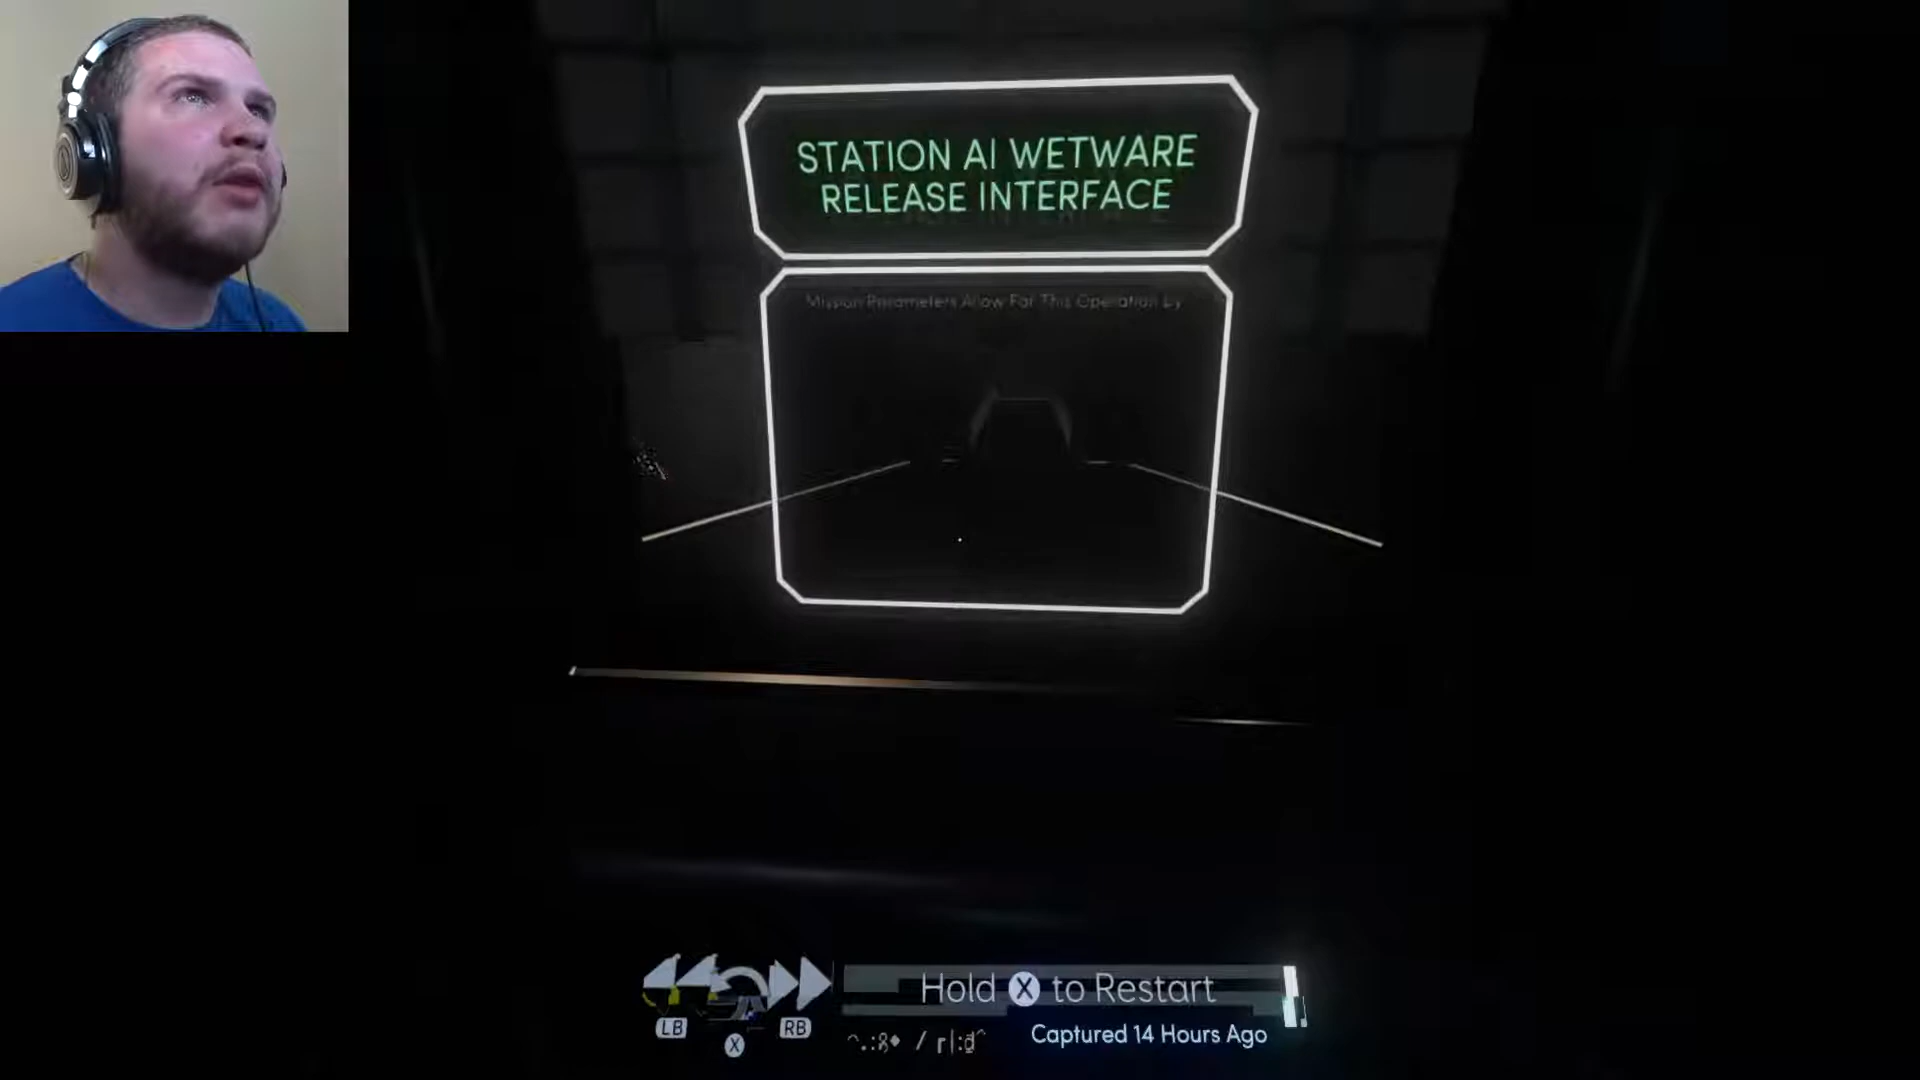 STATION AI WETWARE
RELEASE INTERFACE
Mission Parameters Allow For This Operation By
Hold X to Restart
LB
RB
X
Captured 14 Hours Ago